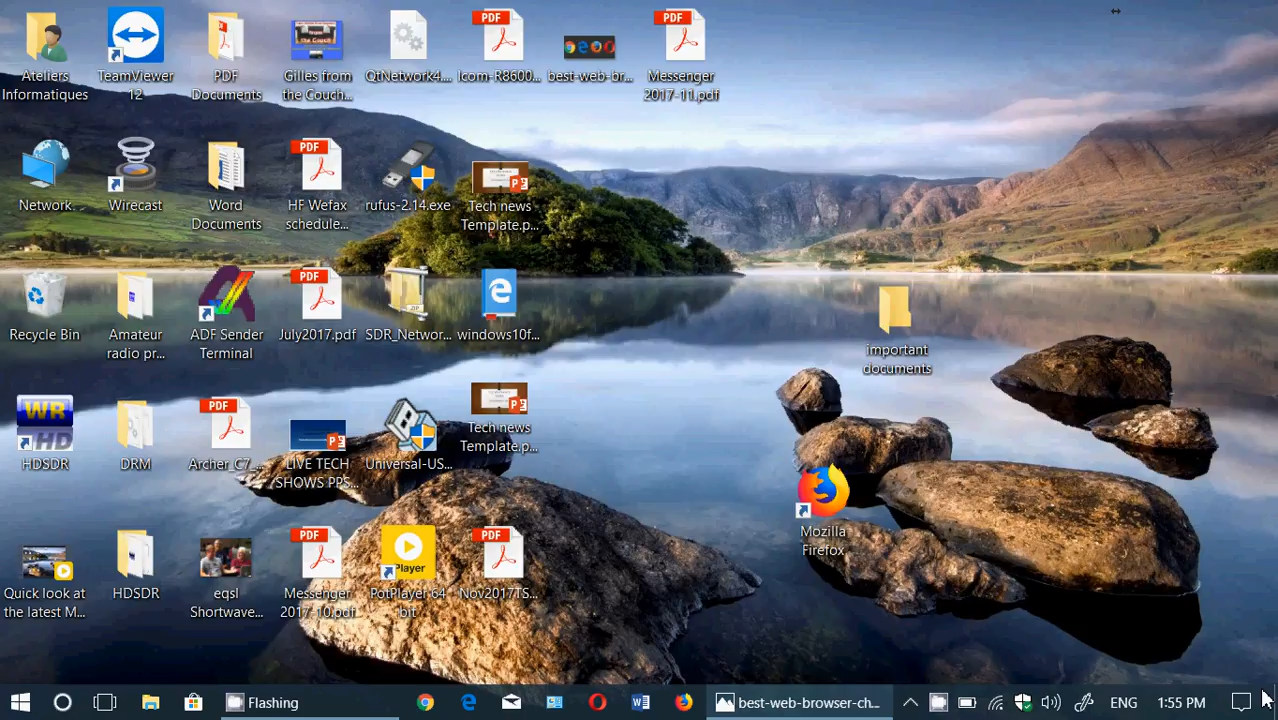 Ateliers
Informatiques
TeamViewer
12
PDF
Documents
Gilles from
the Couch...
QtNetwork4....
Icom-R8600...
best-web-br...
Messenger
2017-11.pdf
Network
Wirecast
Word
Documents
HF Wefax
schedule...
rufus-2.14.exe
Tech news
Template.p...
Recycle Bin
Amateur
radio pr...
ADF Sender
Terminal
July2017.pdf
SDR_Networ...
windows10f...
important
documents
HDSDR
DRM
Archer_C7_...
LIVE TECH
SHOWS PPS...
Universal-US...
Tech news
Template.p...
Mozilla
Firefox
Quick look at
the latest M...
HDSDR
eqsl
Shortwave...
Messenger
2017-10.pdf
PotPlayer 64
bit
Nov2017TS...
PDF
PDF
PDF
PDF
PDF
PDF
PDF
ZIP
WR
HD
Player
Flashing
best-web-browser-ch...
ENG
1:55 PM